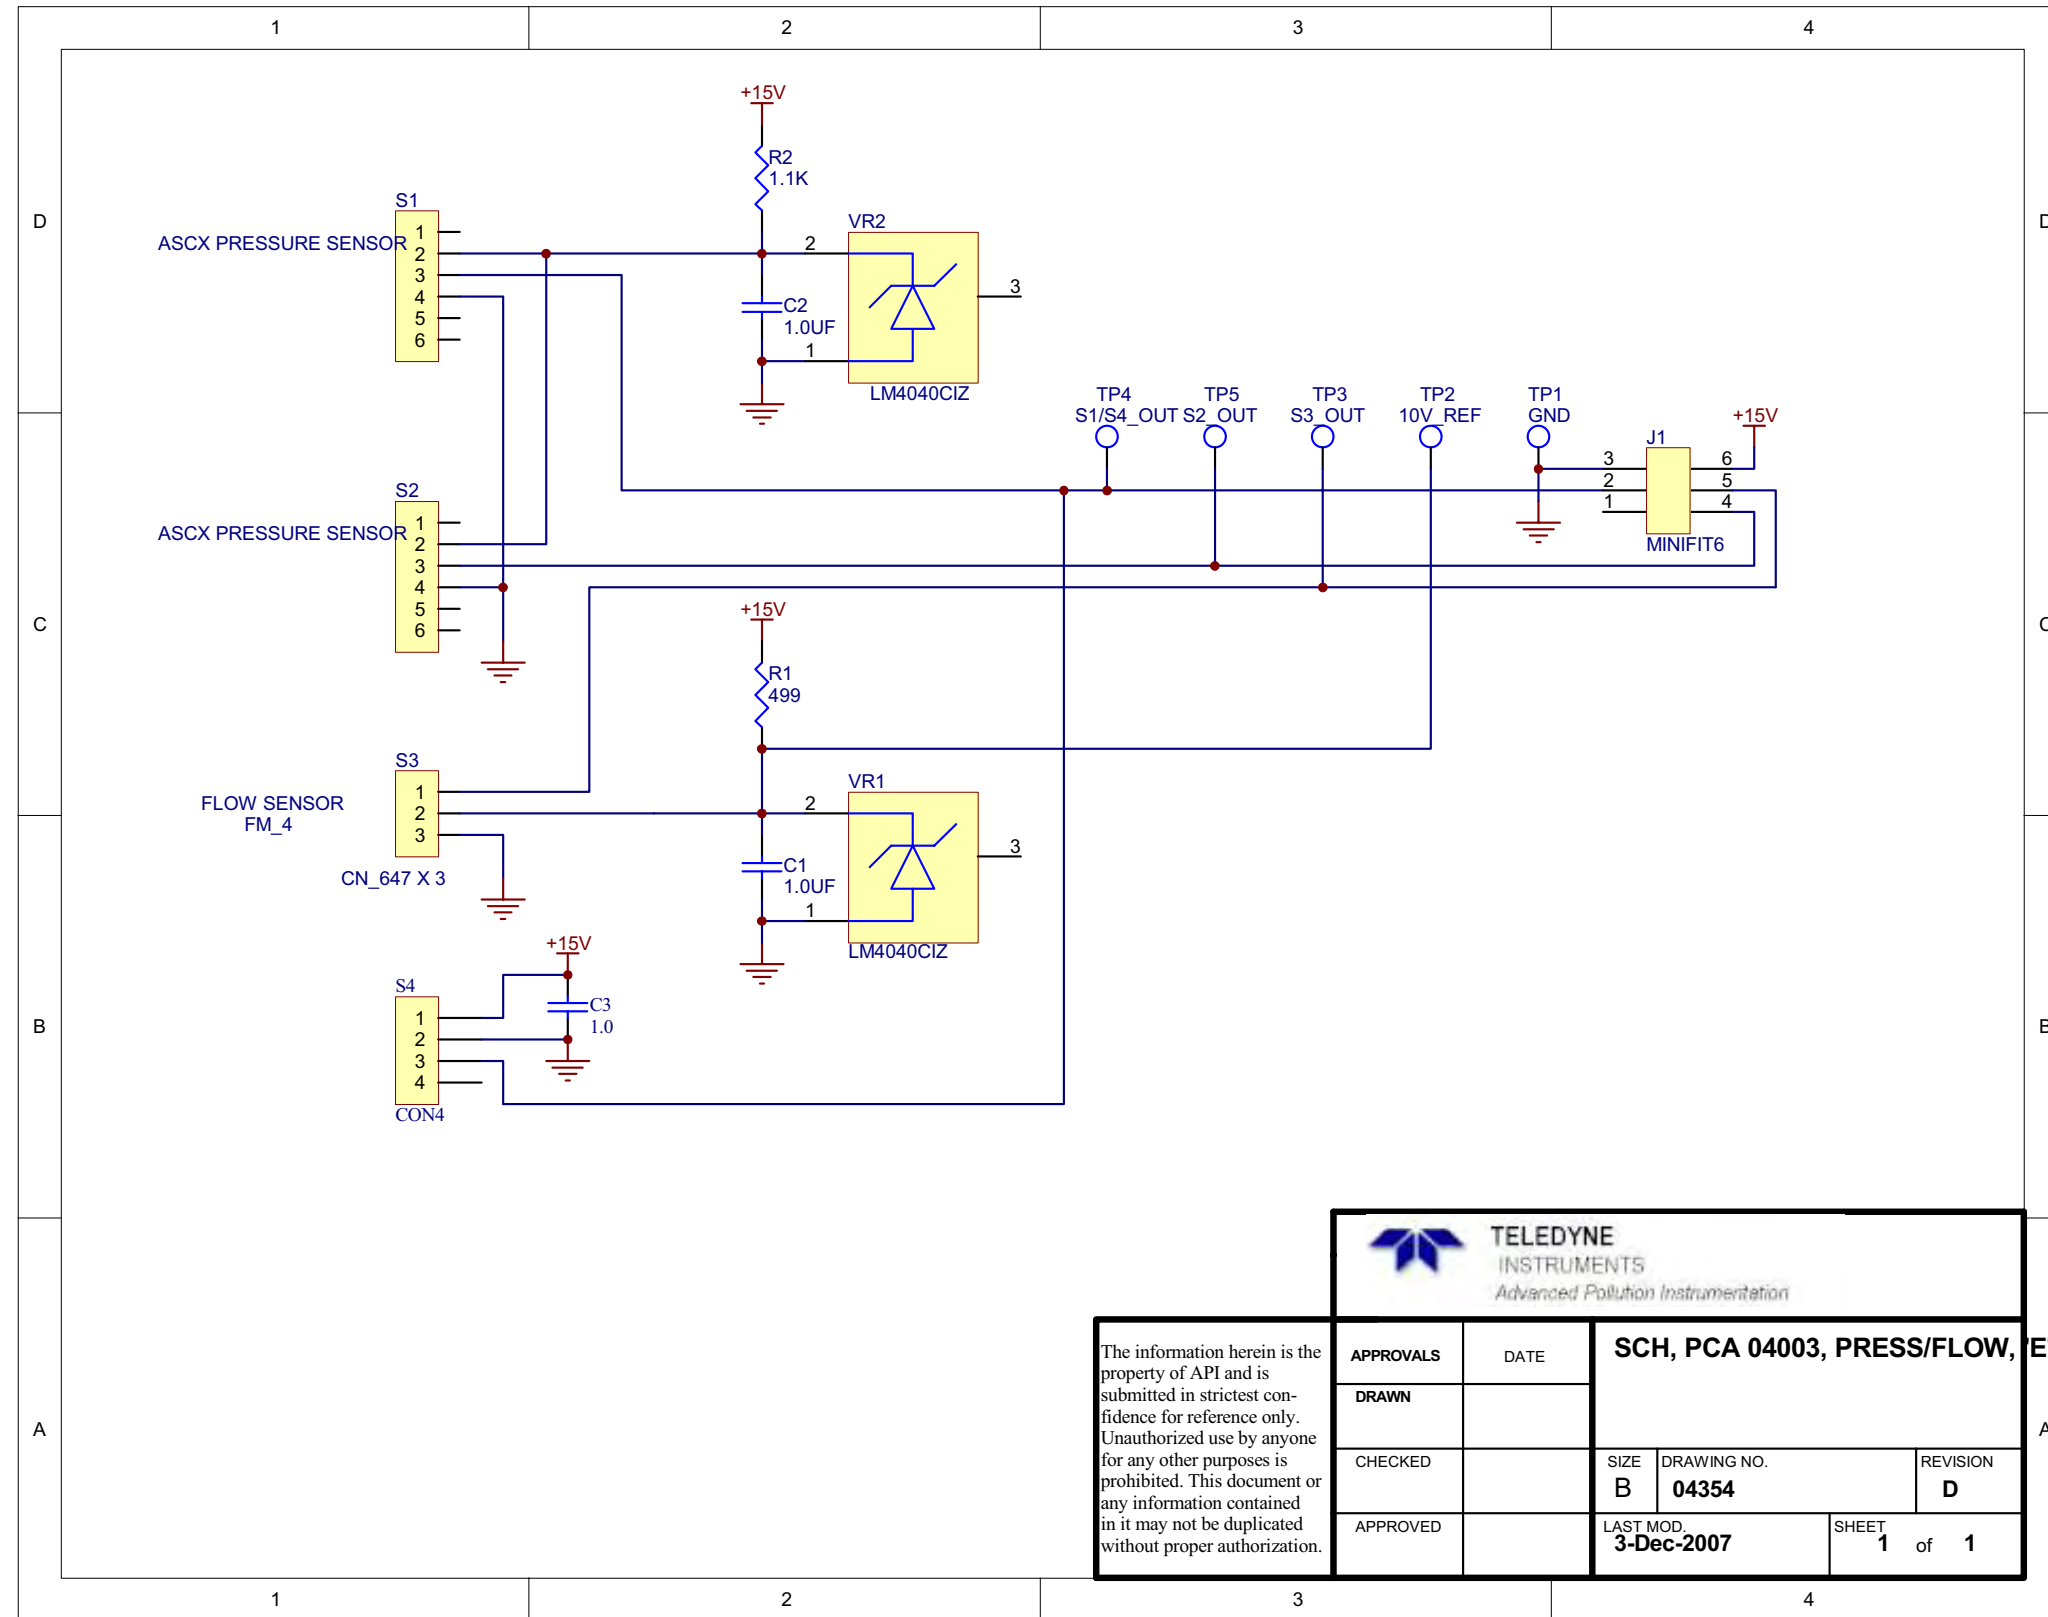 1 2 3 4
+15V
R2
1.1K
S1
VR2
D
D
ASCX PRESSURE SENSOR
1
2
3
4
5
6
2
3
C2
1.0UF
1
LM4040CIZ
TP4 TP5 TP3 TP2 TP1
S1/S4_OUT S2_OUT S3_OUT 10V_REF GND
+15V
J1
3 6
2 5
1 4
MINIFIT6
S2
ASCX PRESSURE SENSOR
1
2
3
4
5
6
C
+15V
R1
499
S3
VR1
FLOW SENSOR
FM_4
1
2
3
CN_647 X 3
2
3
C1
1.0UF
1
LM4040CIZ
+15V
S4
C3
1.0
B
B
1
2
3
4
CON4
TELEDYNE
INSTRUMENTS
Advanced Pollution Instrumentation
The information herein is the
property of API and is
submitted in strictest con-
fidence for reference only.
Unauthorized use by anyone
for any other purposes is
prohibited. This document or
any information contained
in it may not be duplicated
without proper authorization.
APPROVALS DATE
DRAWN
CHECKED
APPROVED
SCH, PCA 04003, PRESS/FLOW, 'E'
SIZE DRAWING NO. REVISION
B 04354 D
LAST MOD. SHEET
3-Dec-2007 1 of 1
A
A
1 2 3 4